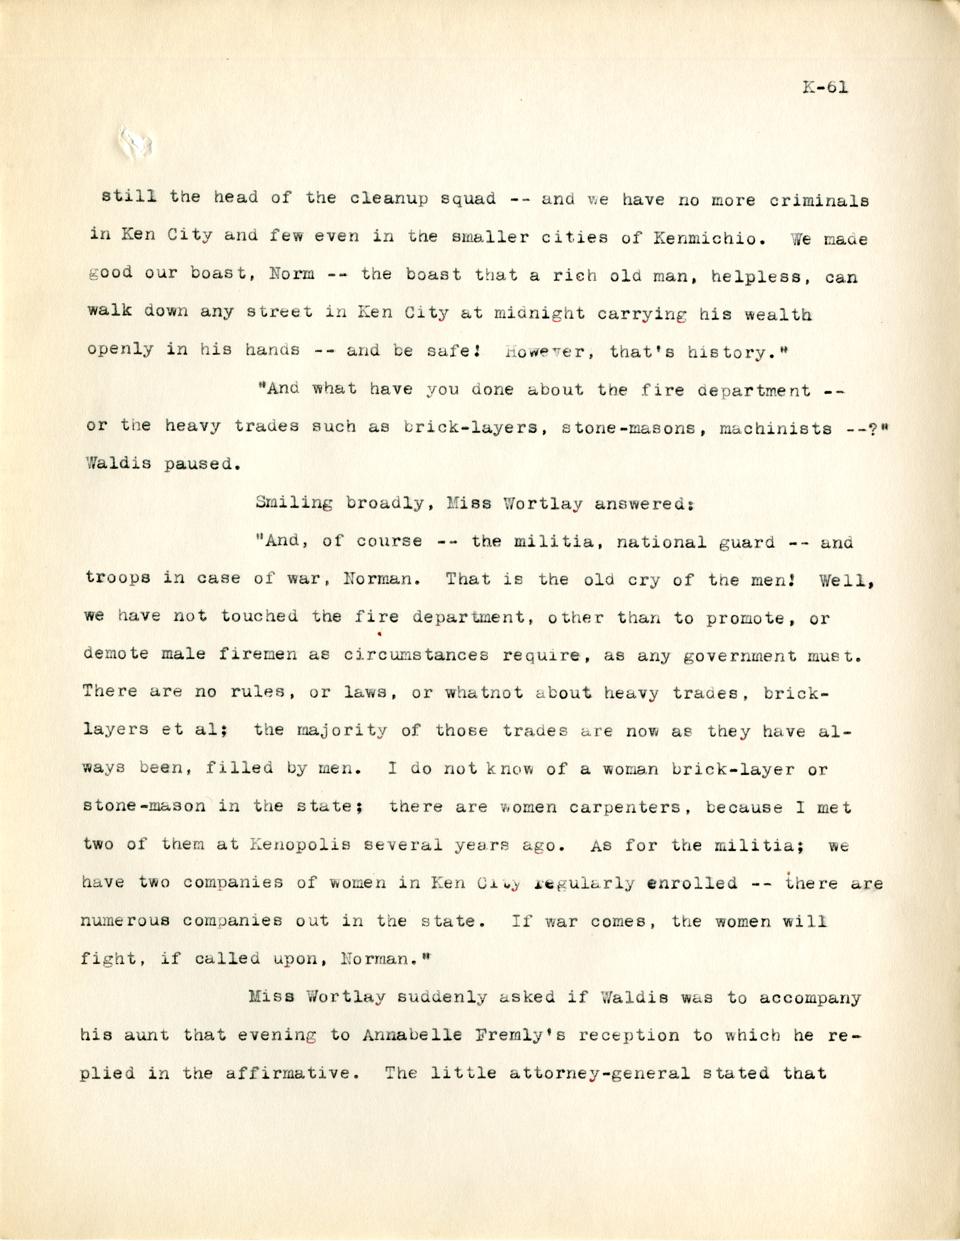 K-61
still the head of the cleanup squad -- and we have no more criminals
in Ken City and few even in the smaller cities of Kenmichio.  We made
good our boast, Norm -- the boast that a rich old man, helpless, can
walk down any street in Ken City at midnight carrying his wealth
openly in his hands -- and be safe!  However, that's history."
"And what have you done about the fire department --
or the heavy trades such as brick-layers, stone-masons, machinists --?"
Waldis paused.
Smiling broadly, Miss Wortlay answered:
"And, of course -- the militia, national guard -- and
troops in case of war, Norman.  That is the old cry of the men!  Well,
we have not touched the fire department, other than to promote, or
demote male firemen as circumstances require, as any government must.
There are no rules, or laws, or whatnot about heavy trades, brick-
layers et al;  the majority of those trades are now as they have al-
ways been, filled by men.  I do not know of a woman brick-layer or
stone-mason in the state;  there are women carpenters, because I met
two of them at Kenopolis several years ago.  As for the militia;  we
have two companies of women in Ken City regularly enrolled -- there are
numerous companies out in the state.  If war comes, the women will
fight, if called upon, Norman."
Miss Wortlay suddenly asked if Waldis was to accompany
his aunt that evening to Annabelle Fremly's reception to which he re-
plied in the affirmative.  The little attorney-general stated that